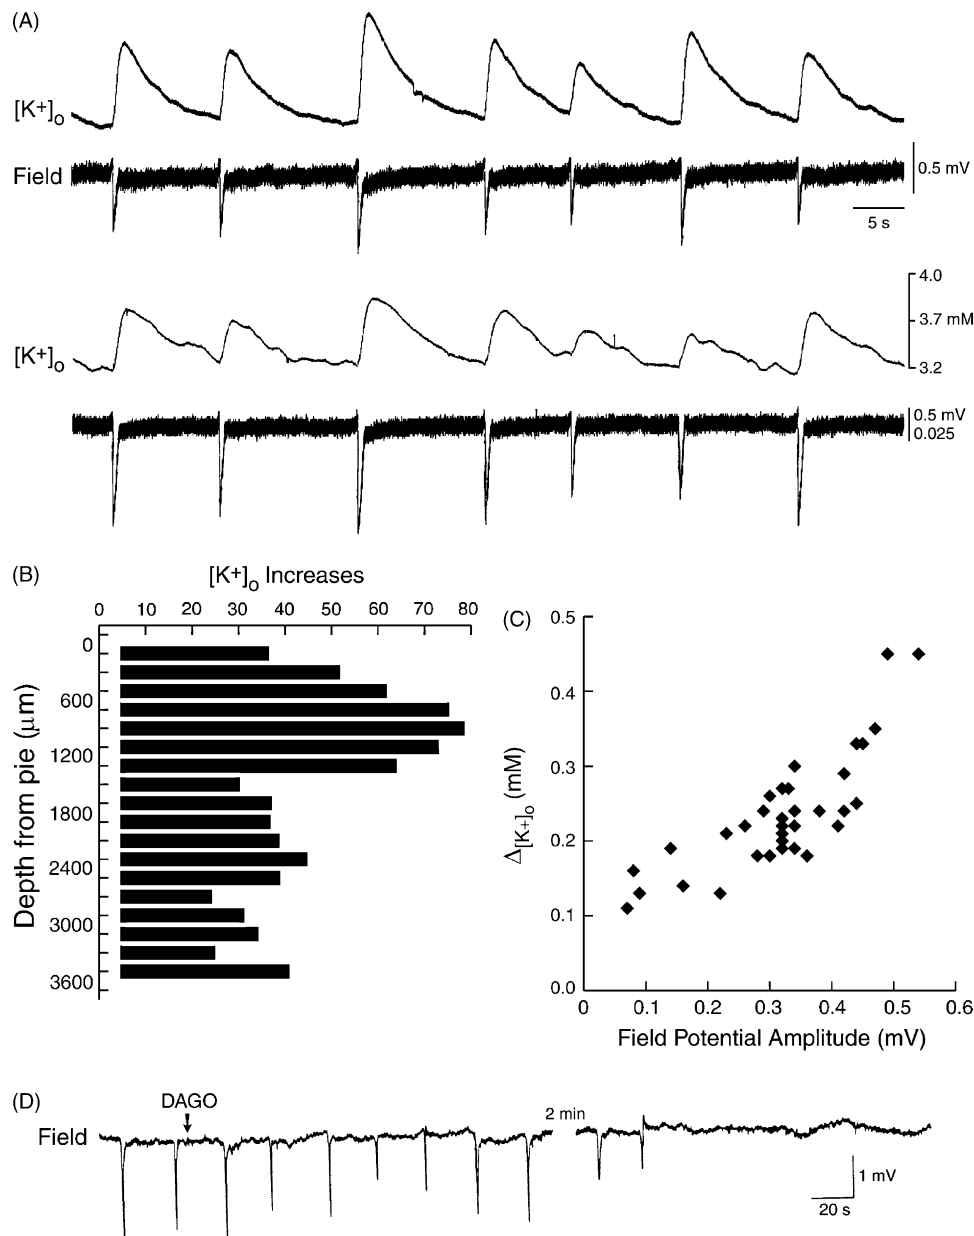 (A)
[K+]o
Field
0.5 mV
5 s
4.0
3.7 mM
[K+]o
3.2
0.5 mV
0.025
(B)
[K+]o Increases
0 10 20 30 40 50 60 70 80
Depth from pie (μm)
0
600
1200
1800
2400
3000
3600
(C)
Δ[K+]o (mM)
0.5
0.4
0.3
0.2
0.1
0.0
0 0.1 0.2 0.3 0.4 0.5 0.6
Field Potential Amplitude (mV)
(D)
DAGO
Field
2 min
1 mV
20 s